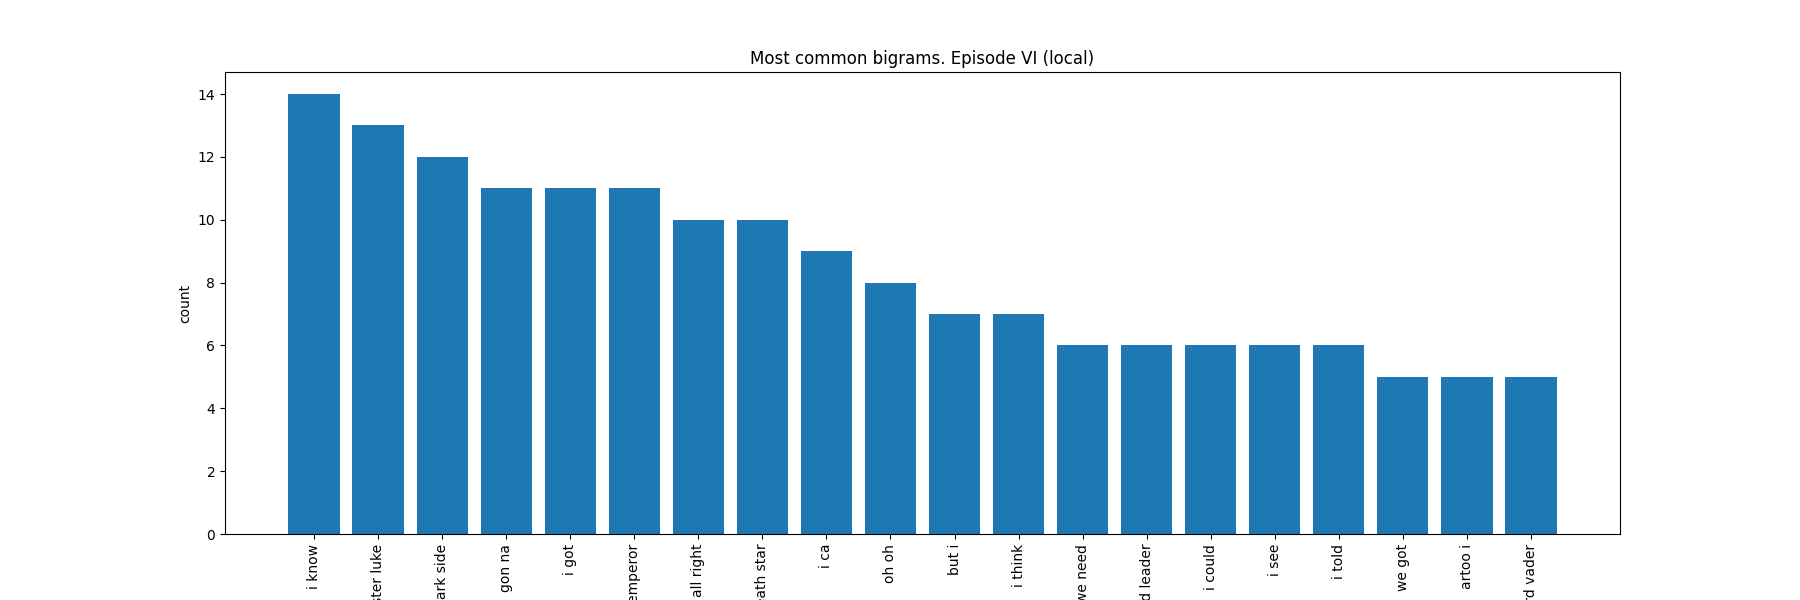 Most common bigrams. Episode VI (local)
14
12
10
8
6
4
2
0
count
i know
ster luke
ark side
gon na
i got
emperor
all right
ath star
i ca
oh oh
but i
i think
we need
d leader
i could
i see
i told
we got
artoo i
rd vader